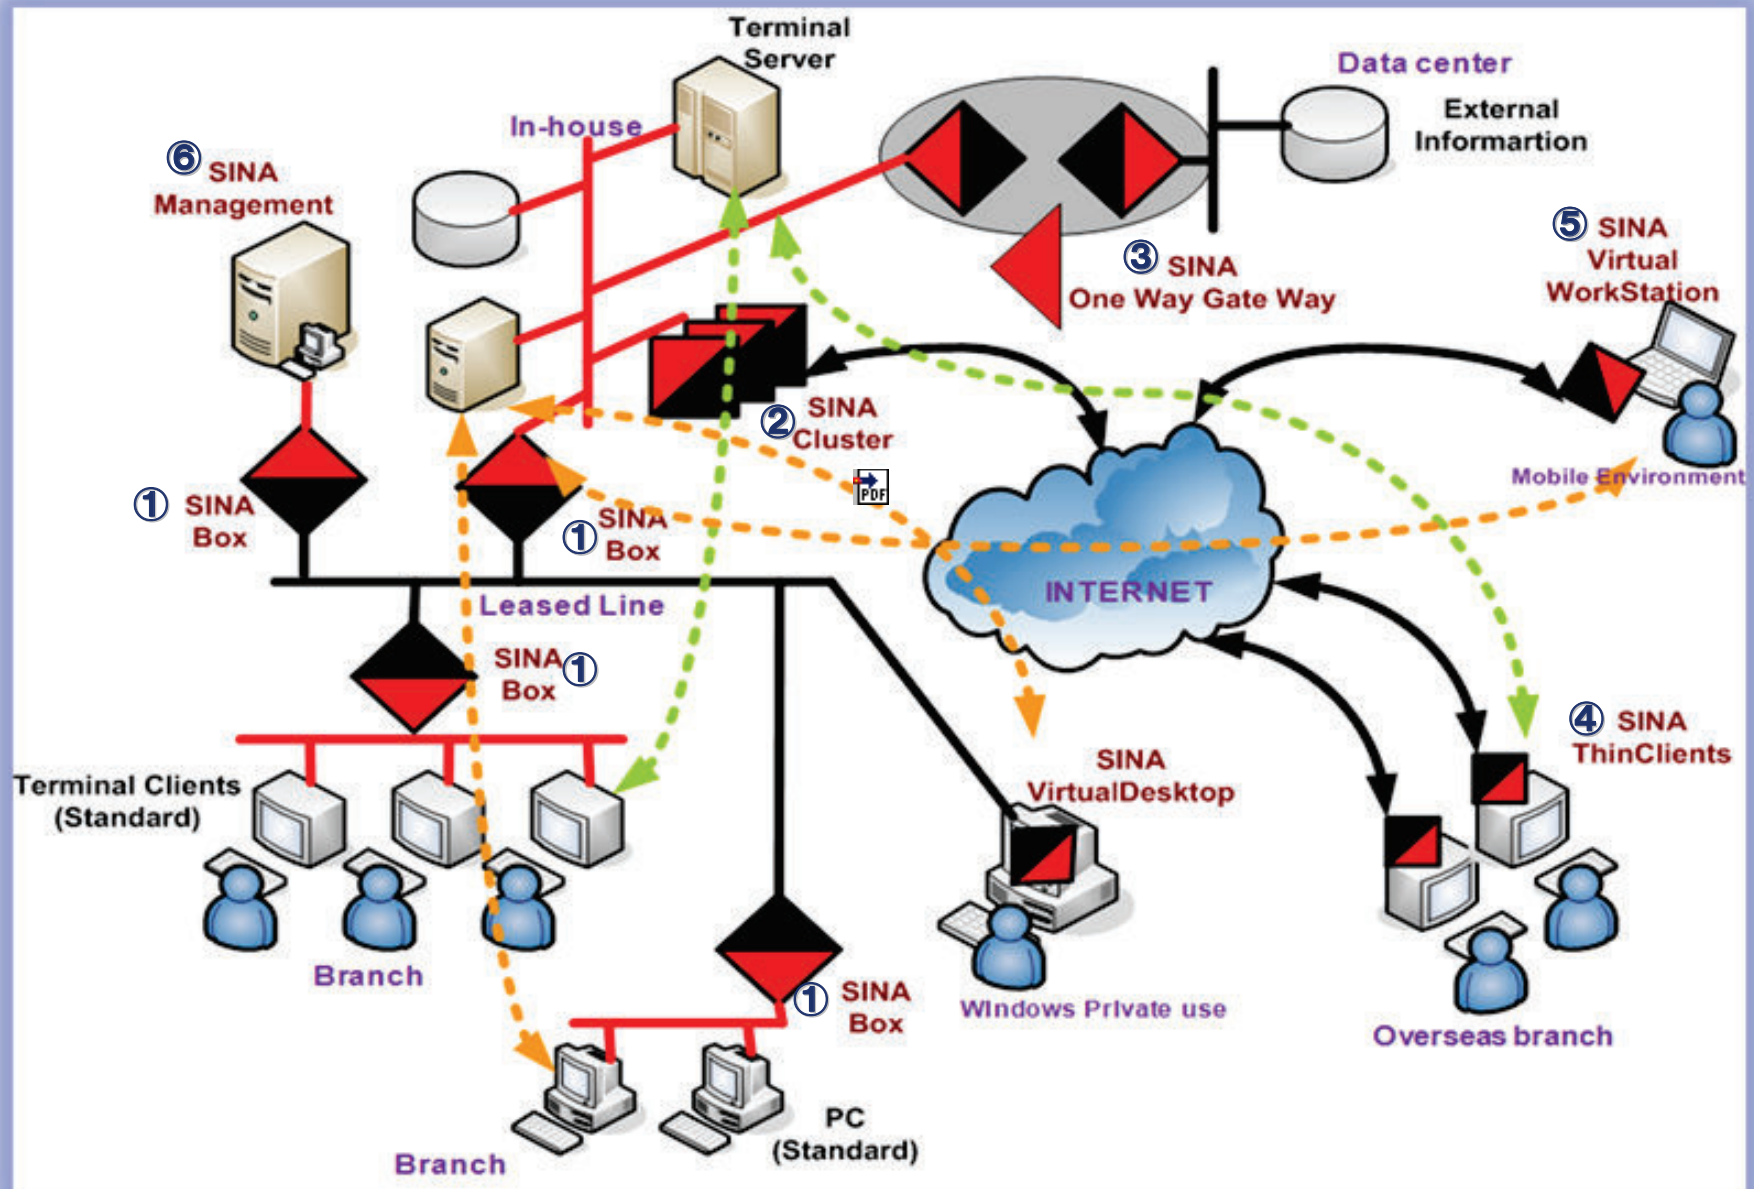 Terminal
Server
Data center
External
Informartion
In-house
⑥ SINA
Management
③ SINA
One Way Gate Way
⑤ SINA
Virtual
WorkStation
② SINA
Cluster
PDF
Mobile Environment
① SINA
Box
① SINA
Box
INTERNET
Leased Line
SINA ①
Box
④ SINA
ThinClients
SINA
VirtualDesktop
Terminal Clients
(Standard)
Branch
① SINA
Box
Windows Private use
Overseas branch
PC
(Standard)
Branch